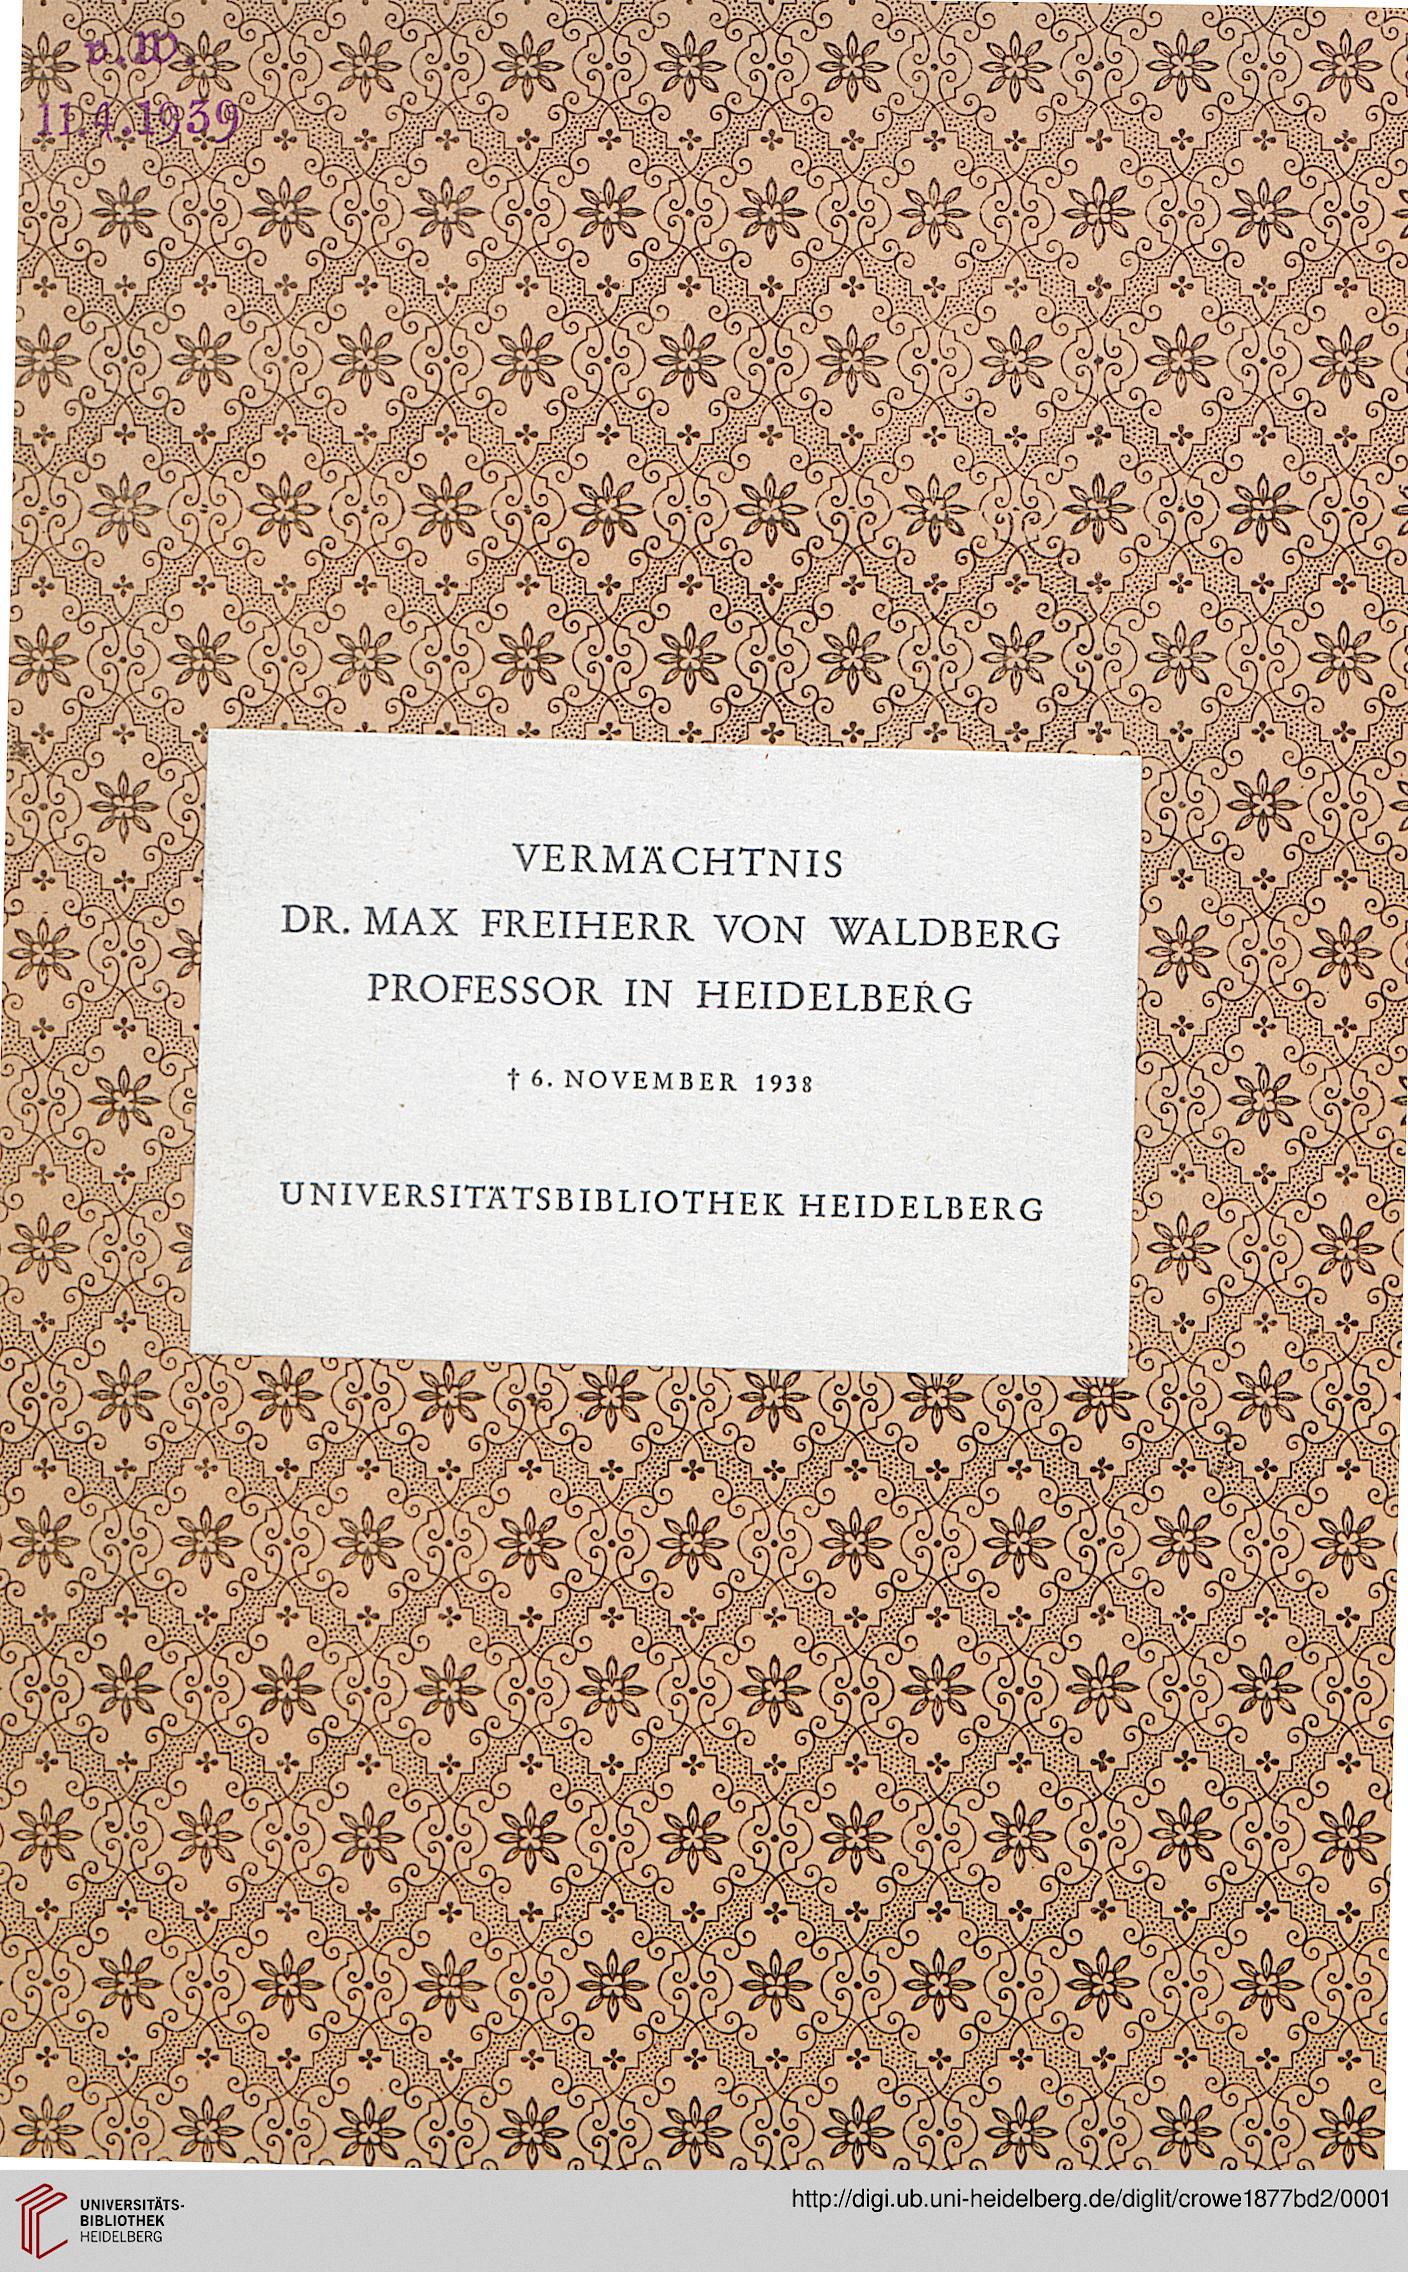 v. W.
11.4.1939
VERMÄCHTNIS
DR. MAX FREIHERR VON WALDBERG
PROFESSOR IN HEIDELBERG
† 6. NOVEMBER 1938
UNIVERSITÄTSBIBLIOTHEK HEIDELBERG
UNIVERSITÄTS-
BIBLIOTHEK
HEIDELBERG
http://digi.ub.uni-heidelberg.de/diglit/crowe1877bd2/0001